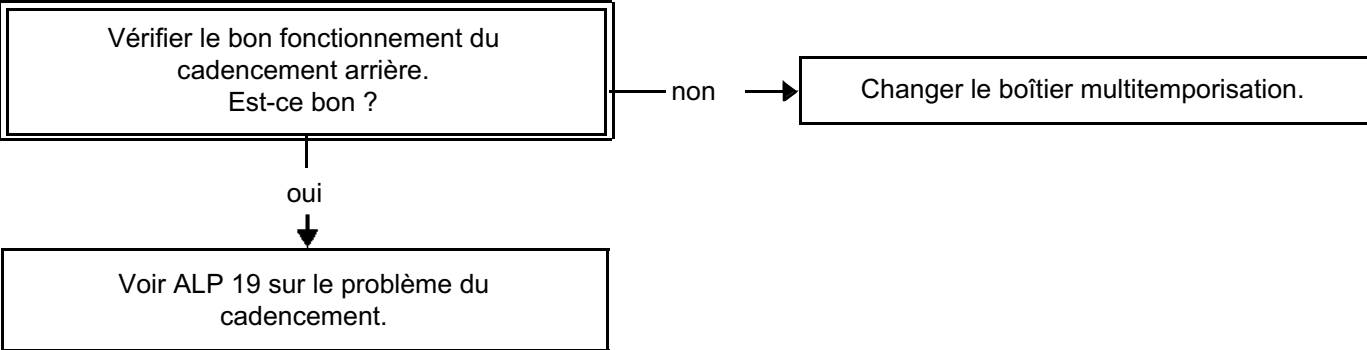 Vérifier le bon fonctionnement du
cadencement arrière.
Est-ce bon ?
non
Changer le boîtier multitemporisation.
oui
Voir ALP 19 sur le problème du
cadencement.